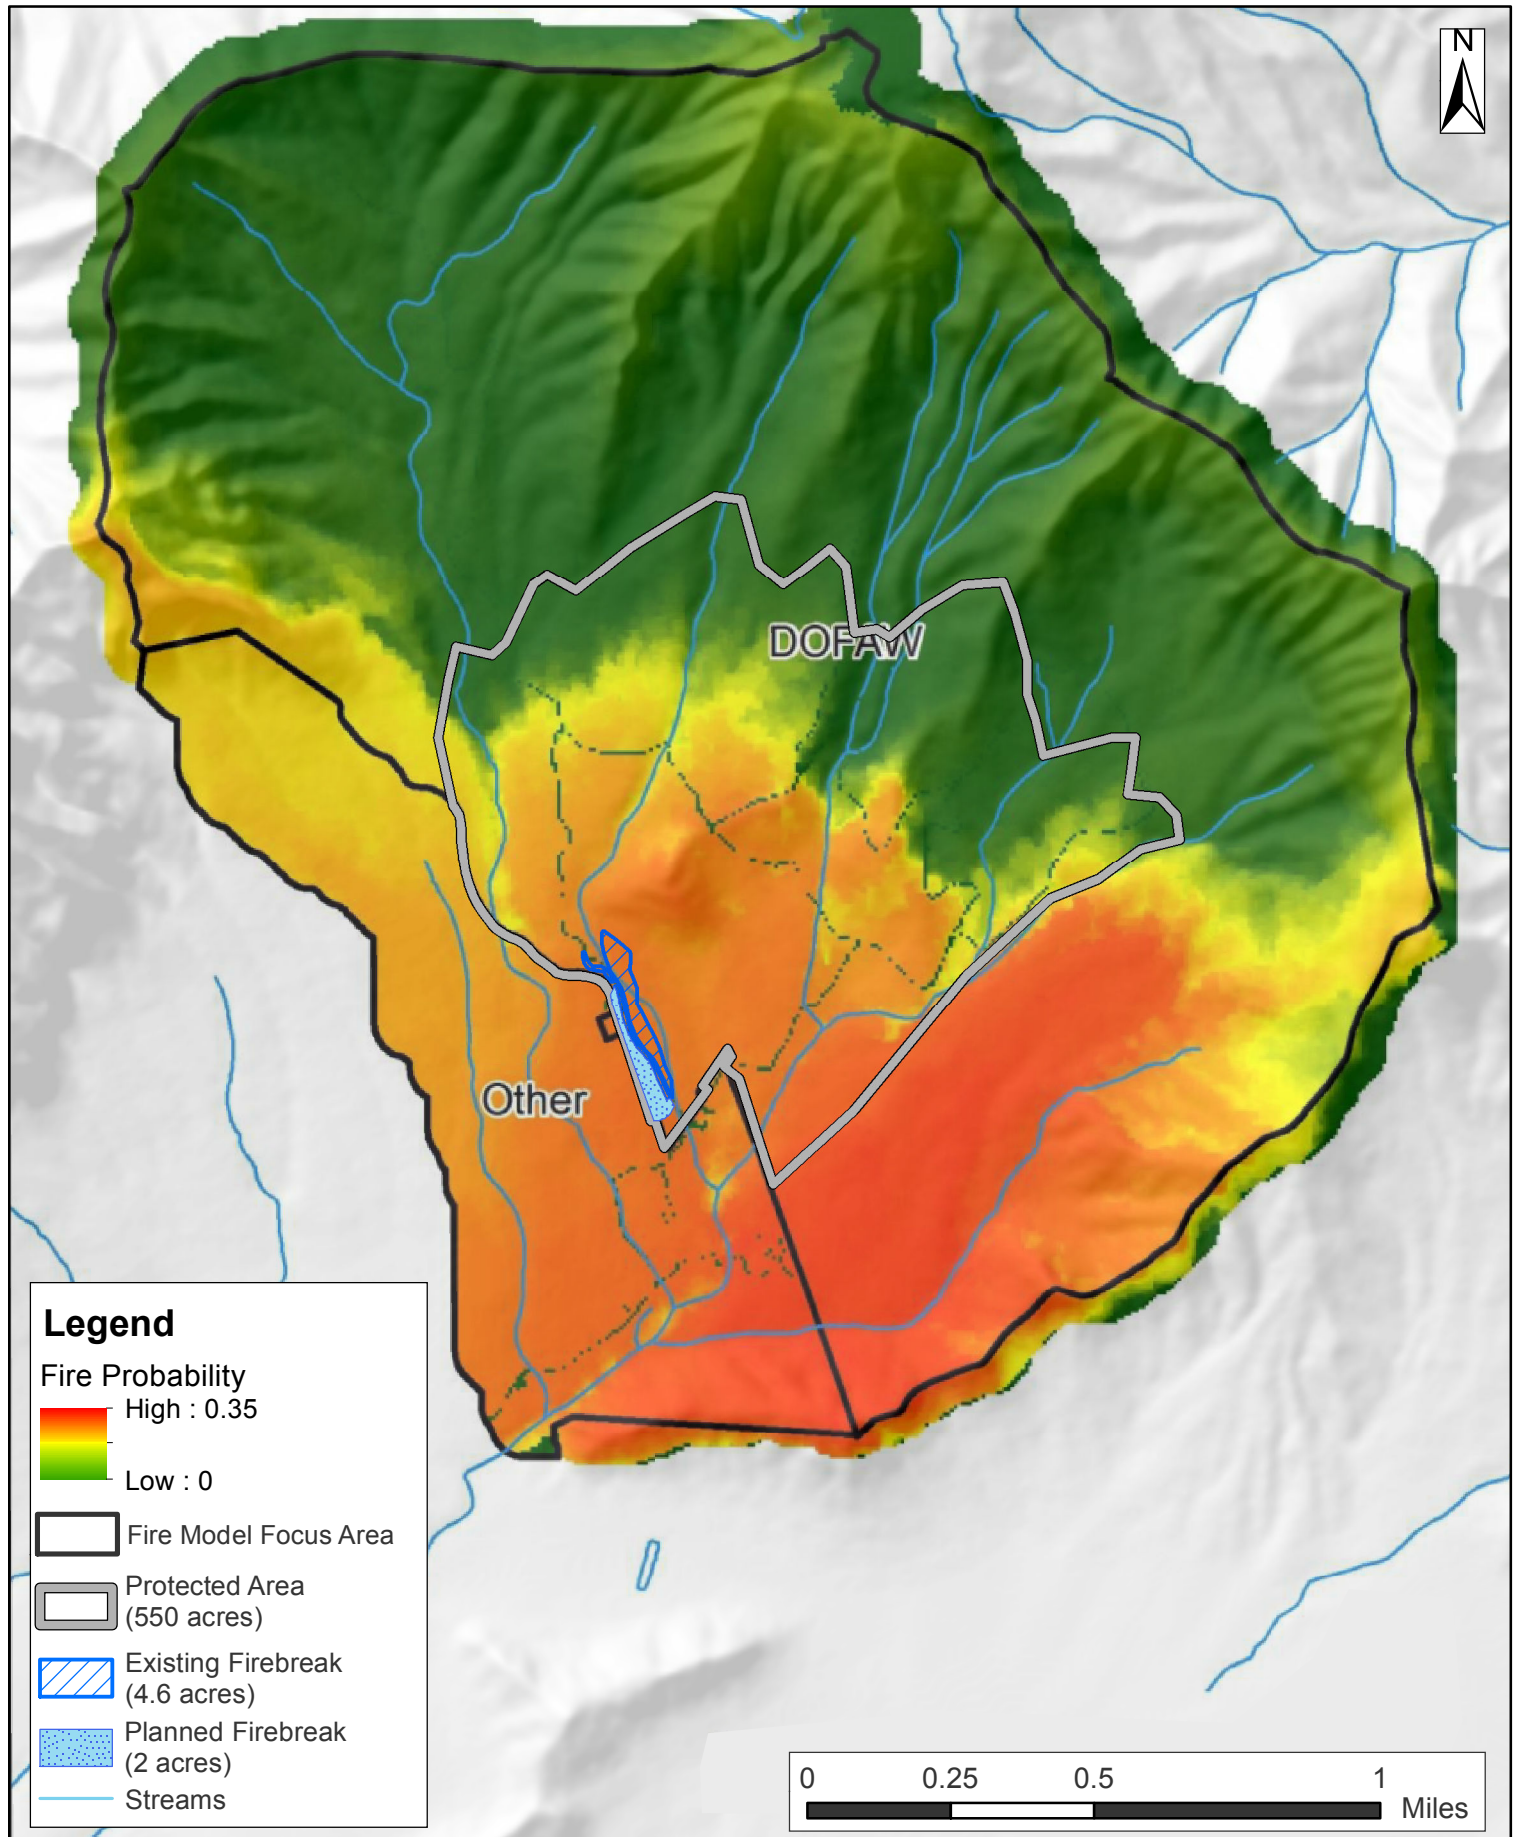 N
DOFAW
Other
Legend
Fire Probability
High : 0.35
Low : 0
Fire Model Focus Area
Protected Area
(550 acres)
Existing Firebreak
(4.6 acres)
Planned Firebreak
(2 acres)
Streams
0 0.25 0.5 1
Miles